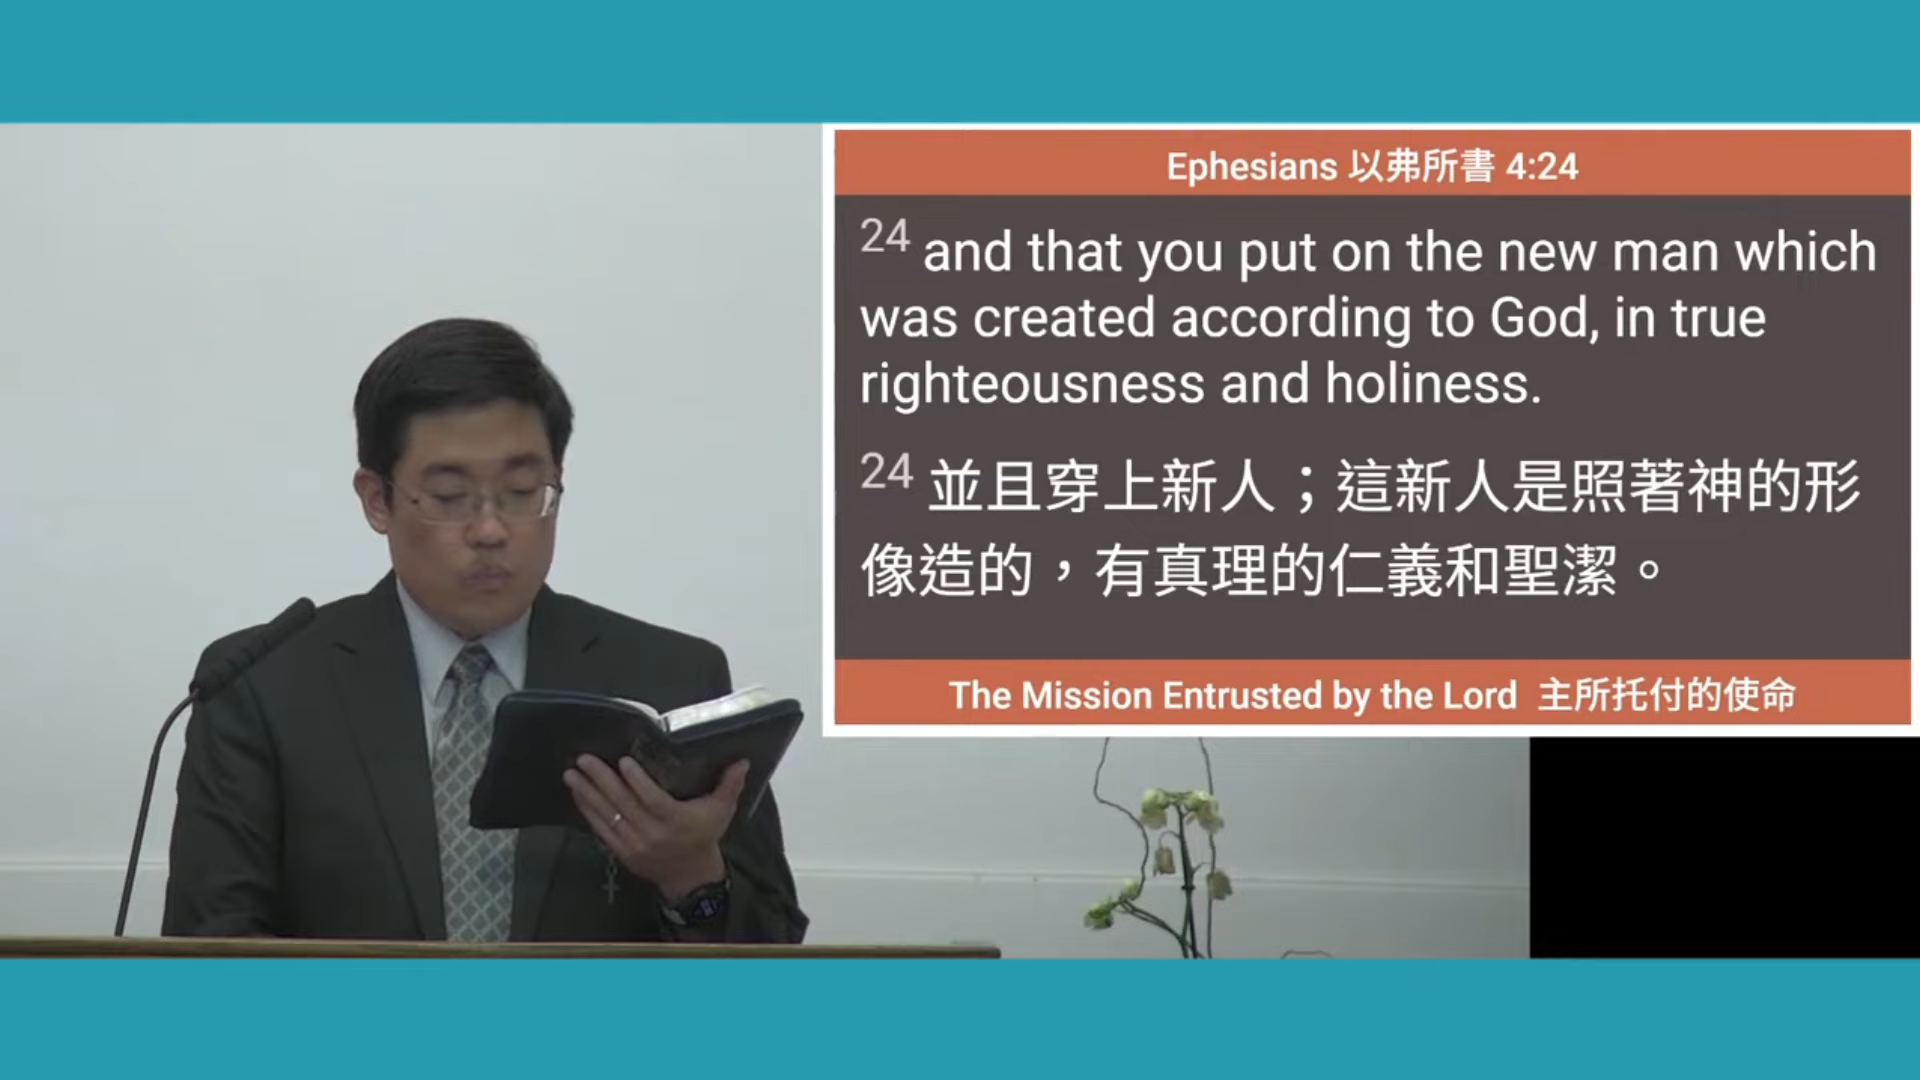 Ephesians 以弗所書 4:24
24 and that you put on the new man which
was created according to God, in true
righteousness and holiness.
24 並且穿上新人；這新人是照著神的形
像造的，有真理的仁義和聖潔。
The Mission Entrusted by the Lord 主所托付的使命